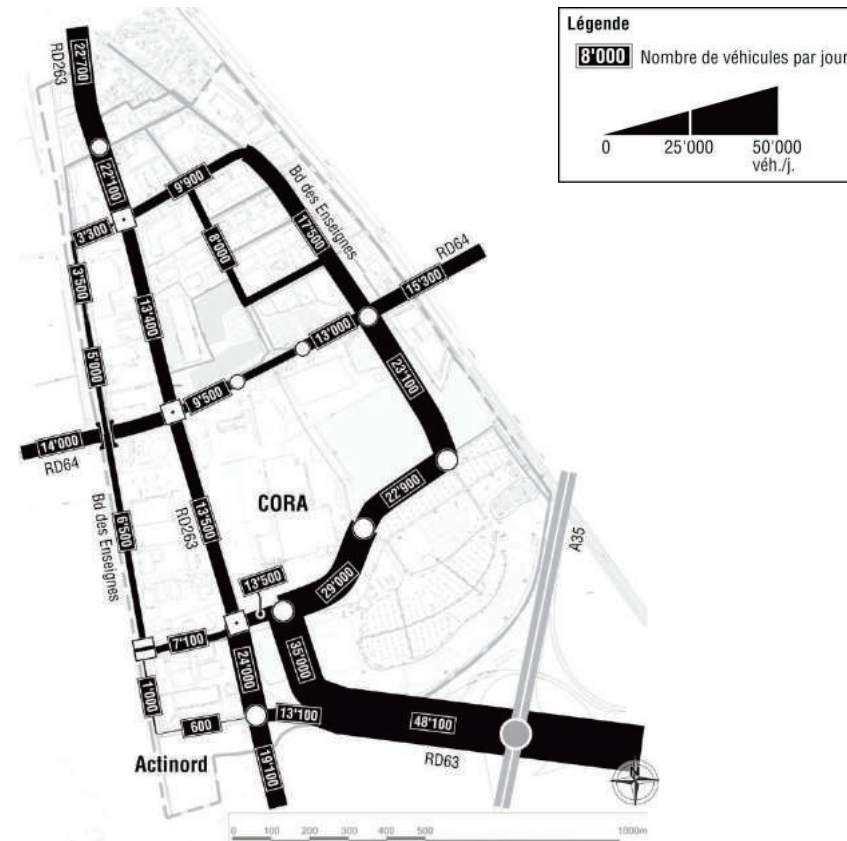 Légende
8'000 Nombre de véhicules par jour
0
25'000
50'000
véh./j.
22'700
RD263
22'100
9'900
Bd des Enseignes
3'300
8'000
17'500
RD64
3'500
15'300
13'400
13'000
5'000
23'100
9'500
14'000
RD64
22'900
CORA
6'500
Bd des Enseignes
13'500
RD263
A35
13'500
29'000
7'100
35'000
24'000
1'000
600
13'100
48'100
RD63
Actinord
19'100
N
0
100
200
300
400
500
1000m